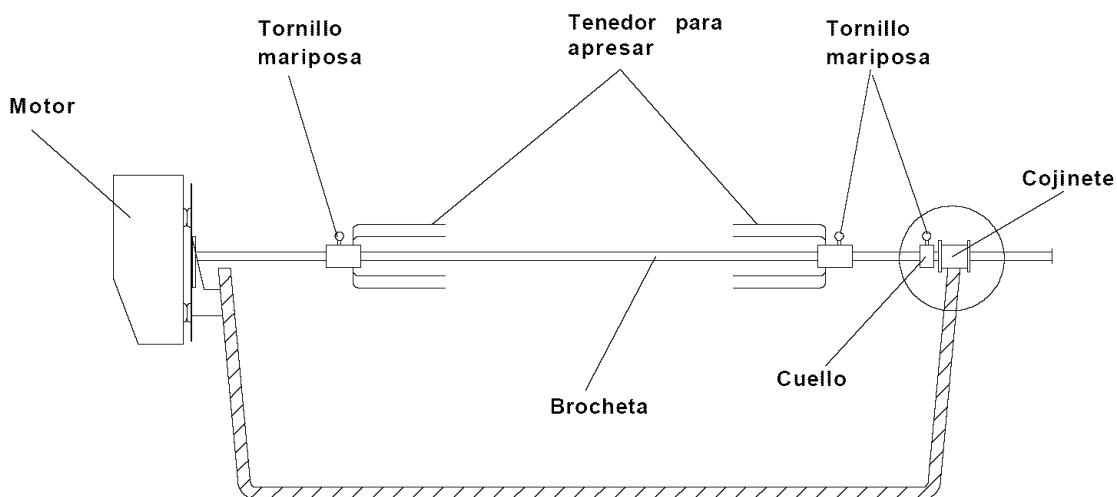 Tornillo
mariposa
Tenedor para
apresar
Tornillo
mariposa
Motor
Cojinete
Cuello
Brocheta